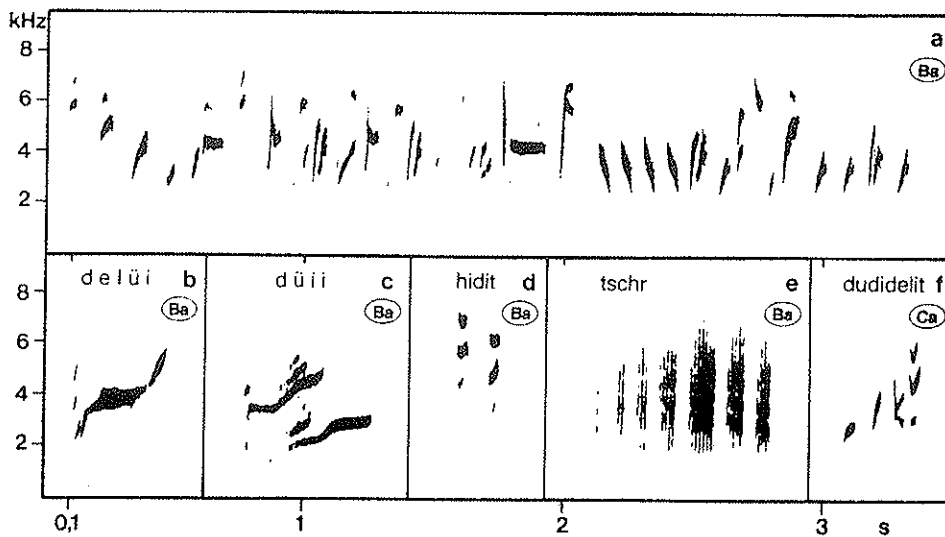 kHz
a
Ba
8
6
4
2
delüi b
Ba
düii c
Ba
hidit d
Ba
tschr e
Ba
dudidelit f
Ca
8
6
4
2
0,1 1 2 3 s